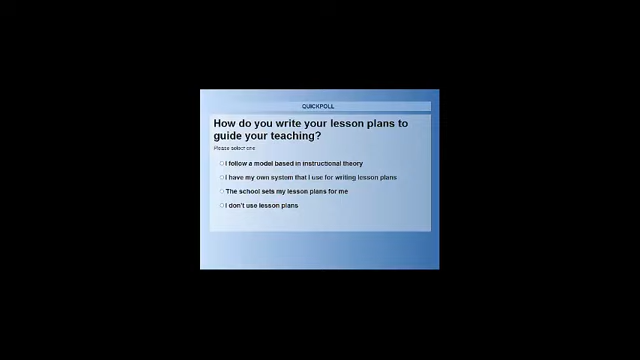 QUICKPOLL
How do you write your lesson plans to
guide your teaching?
Please select one
I follow a model based in instructional theory
I have my own system that I use for writing lesson plans
The school sets my lesson plans for me
I don't use lesson plans